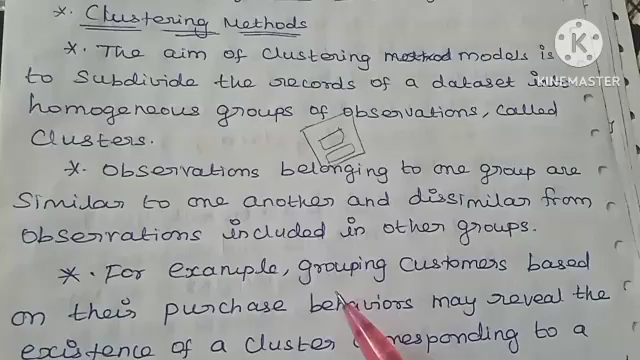 *. Clustering Methods
*. The aim of clustering method models is
to subdivide the records of a dataset into
homogeneous groups of observations, called
clusters.
*. Observations belonging to one group are
similar to one another and dissimilar from
observations included in other groups.
*. For example, grouping customers based
on their purchase behaviors may reveal the
existence of a cluster corresponding to a
K
KINEMASTER